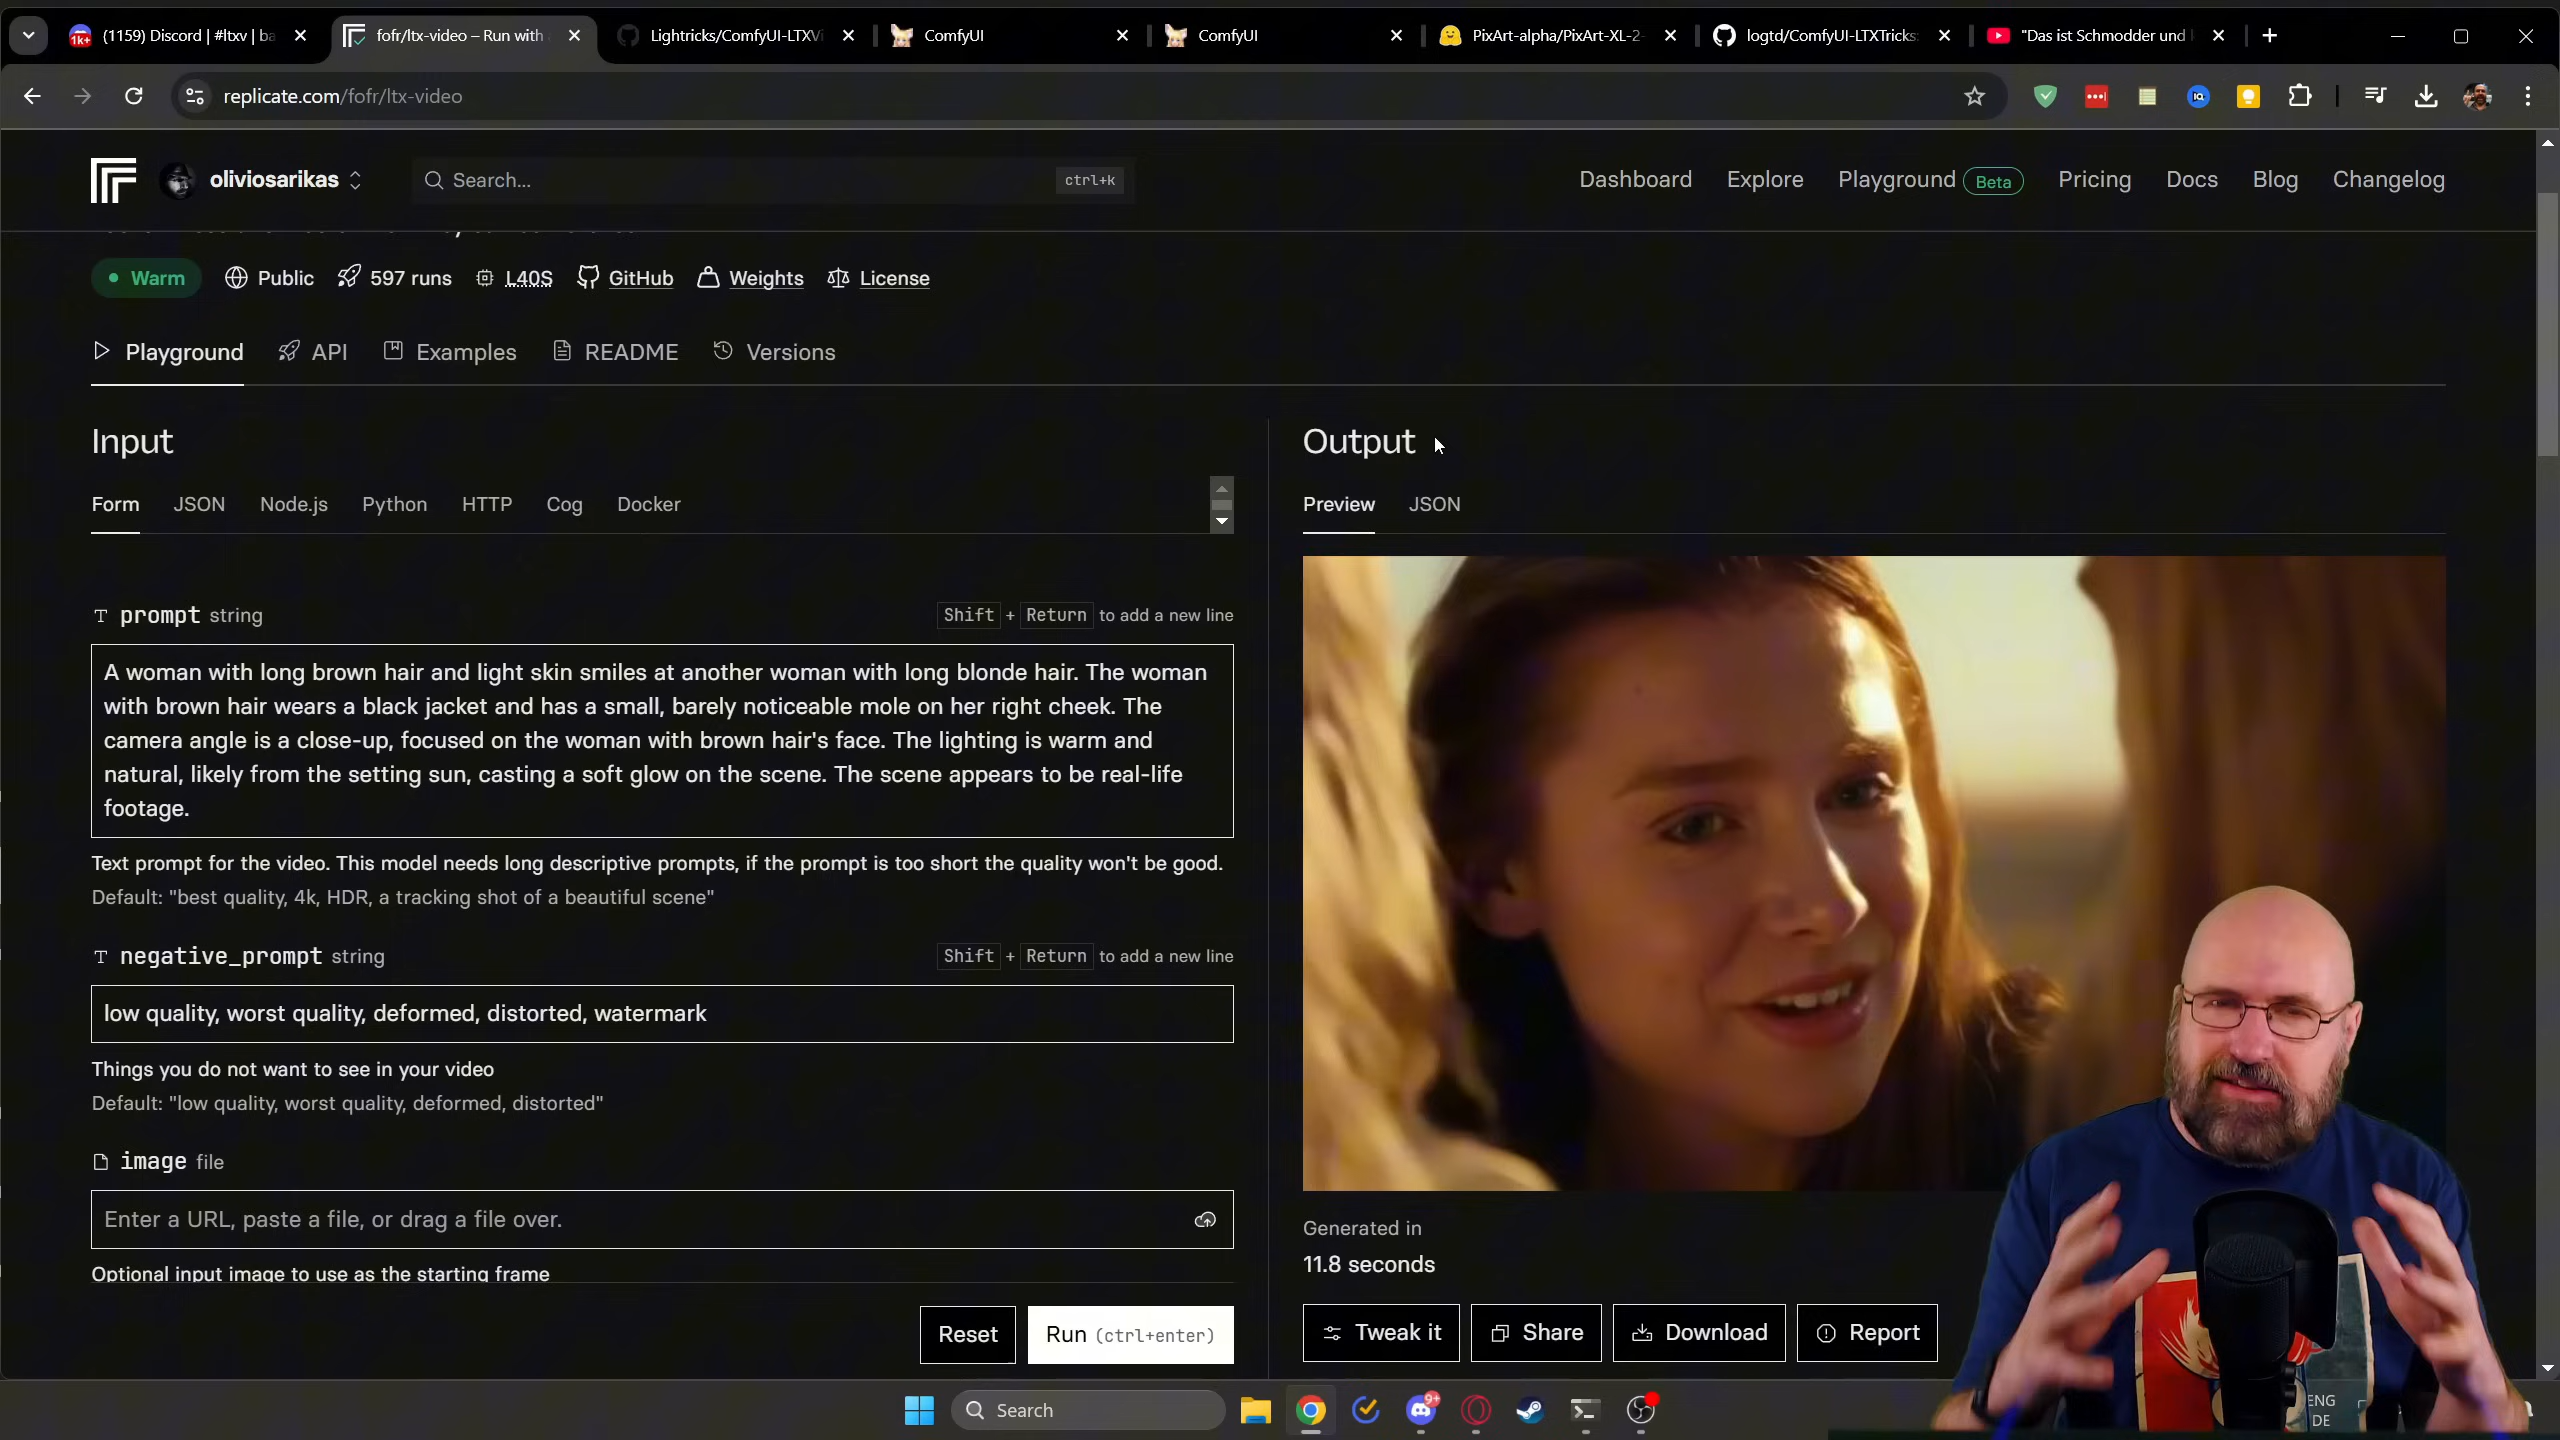 (1159) Discord | #ltxv | ba
fofr/ltx-video – Run with
Lightricks/ComfyUI-LTXVi
ComfyUI
ComfyUI
PixArt-alpha/PixArt-XL-2-
logtd/ComfyUI-LTXTricks:
"Das ist Schmodder und
replicate.com/fofr/ltx-video
oliviosarikas
Search...
ctrl+k
Dashboard
Explore
Playground Beta
Pricing
Docs
Blog
Changelog
Warm
Public
597 runs
L40S
GitHub
Weights
License
Playground
API
Examples
README
Versions
Input
Form
JSON
Node.js
Python
HTTP
Cog
Docker
prompt string
Shift + Return to add a new line
A woman with long brown hair and light skin smiles at another woman with long blonde hair. The woman
with brown hair wears a black jacket and has a small, barely noticeable mole on her right cheek. The
camera angle is a close-up, focused on the woman with brown hair's face. The lighting is warm and
natural, likely from the setting sun, casting a soft glow on the scene. The scene appears to be real-life
footage.
Text prompt for the video. This model needs long descriptive prompts, if the prompt is too short the quality won't be good.
Default: "best quality, 4k, HDR, a tracking shot of a beautiful scene"
negative_prompt string
Shift + Return to add a new line
low quality, worst quality, deformed, distorted, watermark
Things you do not want to see in your video
Default: "low quality, worst quality, deformed, distorted"
image file
Enter a URL, paste a file, or drag a file over.
Optional input image to use as the starting frame
Reset
Run (ctrl+enter)
Output
Preview
JSON
Generated in
11.8 seconds
Tweak it
Share
Download
Report
Search
ENG
DE